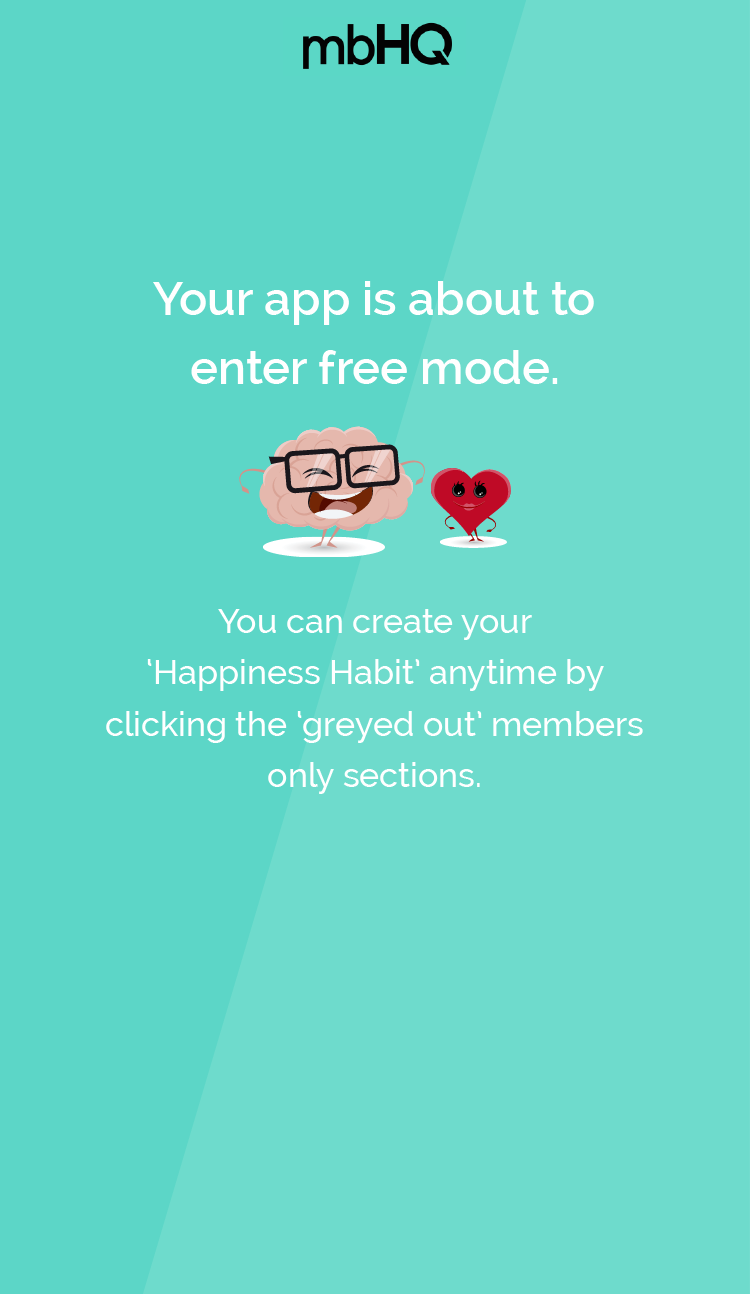 mbHQ
Your app is about to
enter free mode.
You can create your
‘Happiness Habit’ anytime by
clicking the ‘greyed out’ members
only sections.